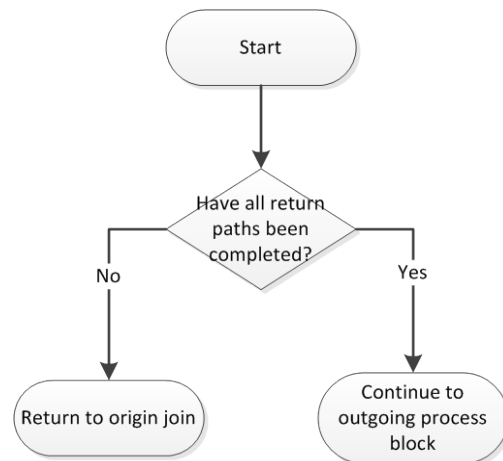 Start
Have all return
paths been
completed?
No
Yes
Return to origin join
Continue to
outgoing process
block